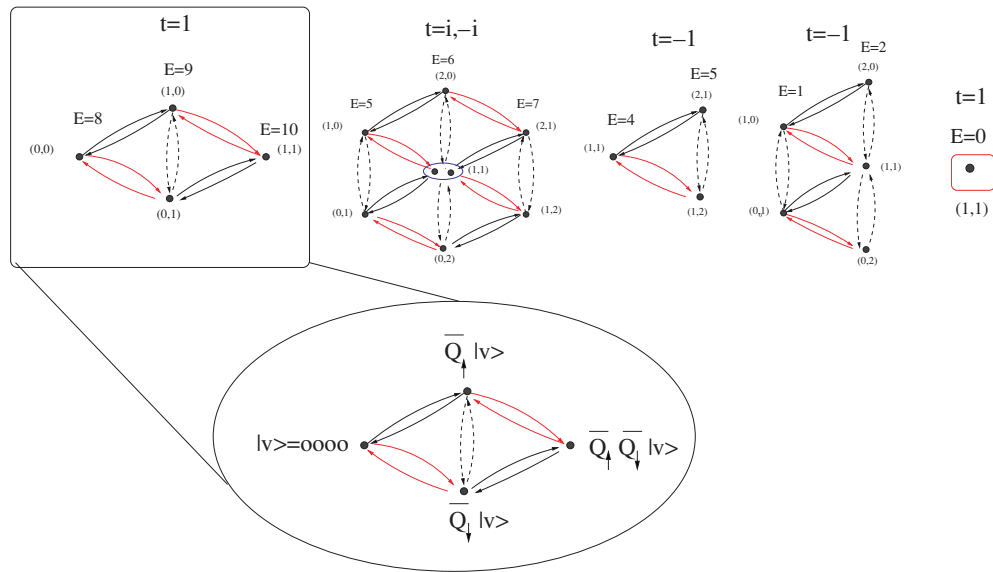 t=1
E=9
(1,0)
E=8
(0,0)
E=10
(1,1)
(0,1)
t=i,−i
E=6
(2,0)
E=5
(1,0)
E=7
(2,1)
(1,1)
(0,1)
(1,2)
(0,2)
t=−1
E=5
(2,1)
E=4
(1,1)
(1,2)
t=−1
E=2
(2,0)
E=1
(1,0)
(1,1)
(0,1)
(0,2)
t=1
E=0
(1,1)
Q̅↑ |v>
|v>=oooo
Q̅↑ Q̅↓ |v>
Q̅↓ |v>